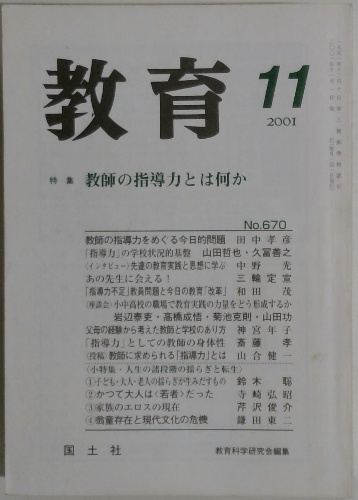 教育
11
2001
特集 教師の指導力とは何か
No.670
教師の指導力をめぐる今日的問題 田中孝彦
「指導力」の学校状況的基盤 山田哲也・久冨善之
〈インタビュー〉先達の教育実践と思想に学ぶ 中野光
あの先生に会える! 三輪定宣
「指導力不足」教員問題と今日の教育「改革」 村田茂
〈座談会〉小中高校の職場で教育実践の力量をどう形成するか
岩辺泰吏・高橋成悟・菊池克則・山田功
父母の経験から考えた教師と学校のあり方 神宮年子
「指導力」としての教師の身体性 斎藤孝
〈投稿〉教師に求められる「指導力」とは 山合健二
〈小特集・人生の諸段階の揺らぎと転生〉
①子ども・大人・老人の揺らぎが生みだすもの 鈴木聡
②かつて大人は〈若者〉だった 寺崎弘昭
③家族のエロスの現在 芹沢俊介
④翁童存在と現代文化の危機 鎌田東二
国土社
教育科学研究会編集